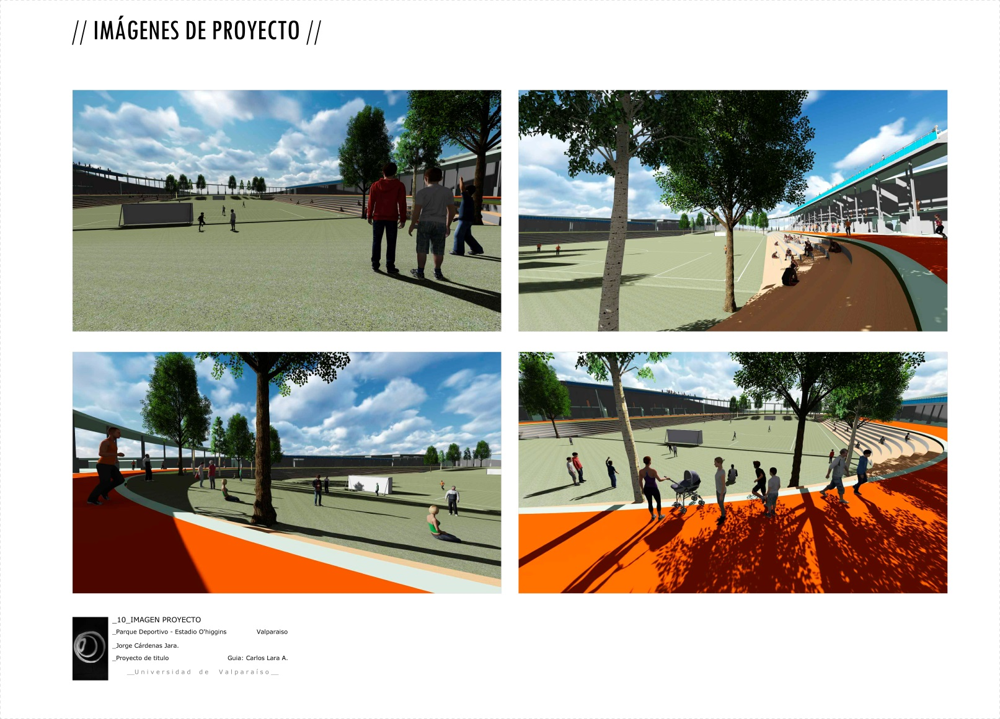 // IMÁGENES DE PROYECTO //
_10_IMAGEN PROYECTO
_Parque Deportivo - Estadio O'higgins Valparaiso
_Jorge Cárdenas Jara.
_Proyecto de titulo Guia: Carlos Lara A.
__Universidad de Valparaíso__